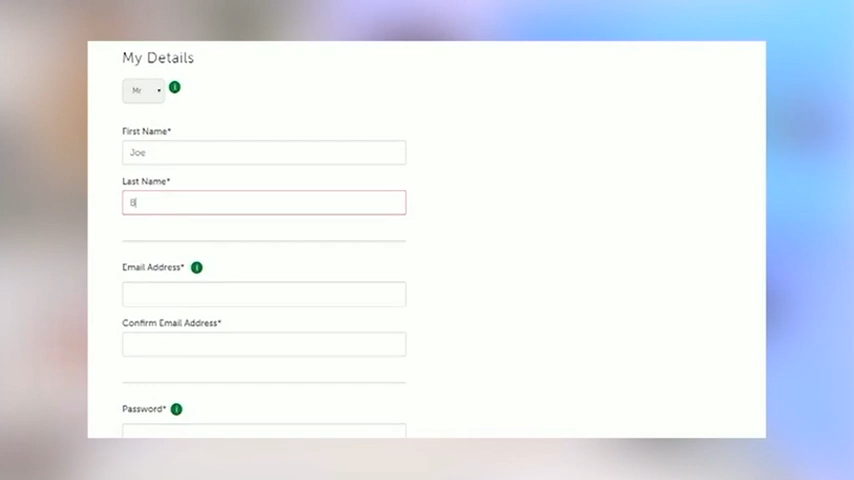 My Details
Mr
First Name*
Joe
Last Name*
B
Email Address*
Confirm Email Address*
Password*